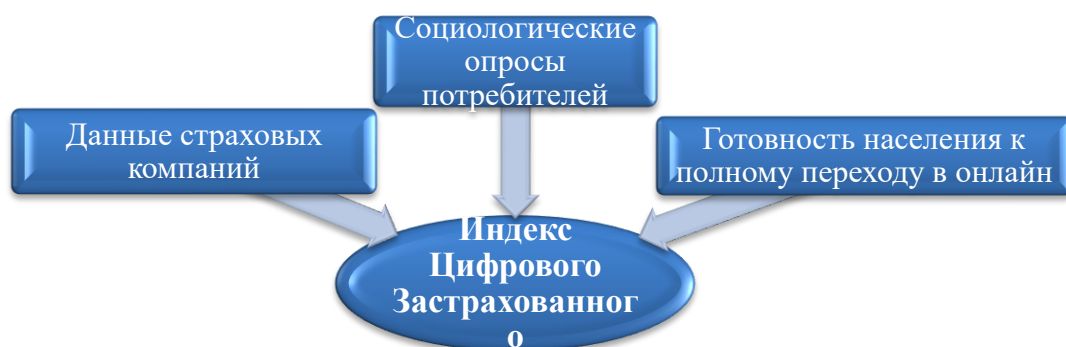 Социологические
опросы
потребителей
Данные страховых
компаний
Готовность населения к
полному переходу в онлайн
Индекс
Цифрового
Застрахованног
о